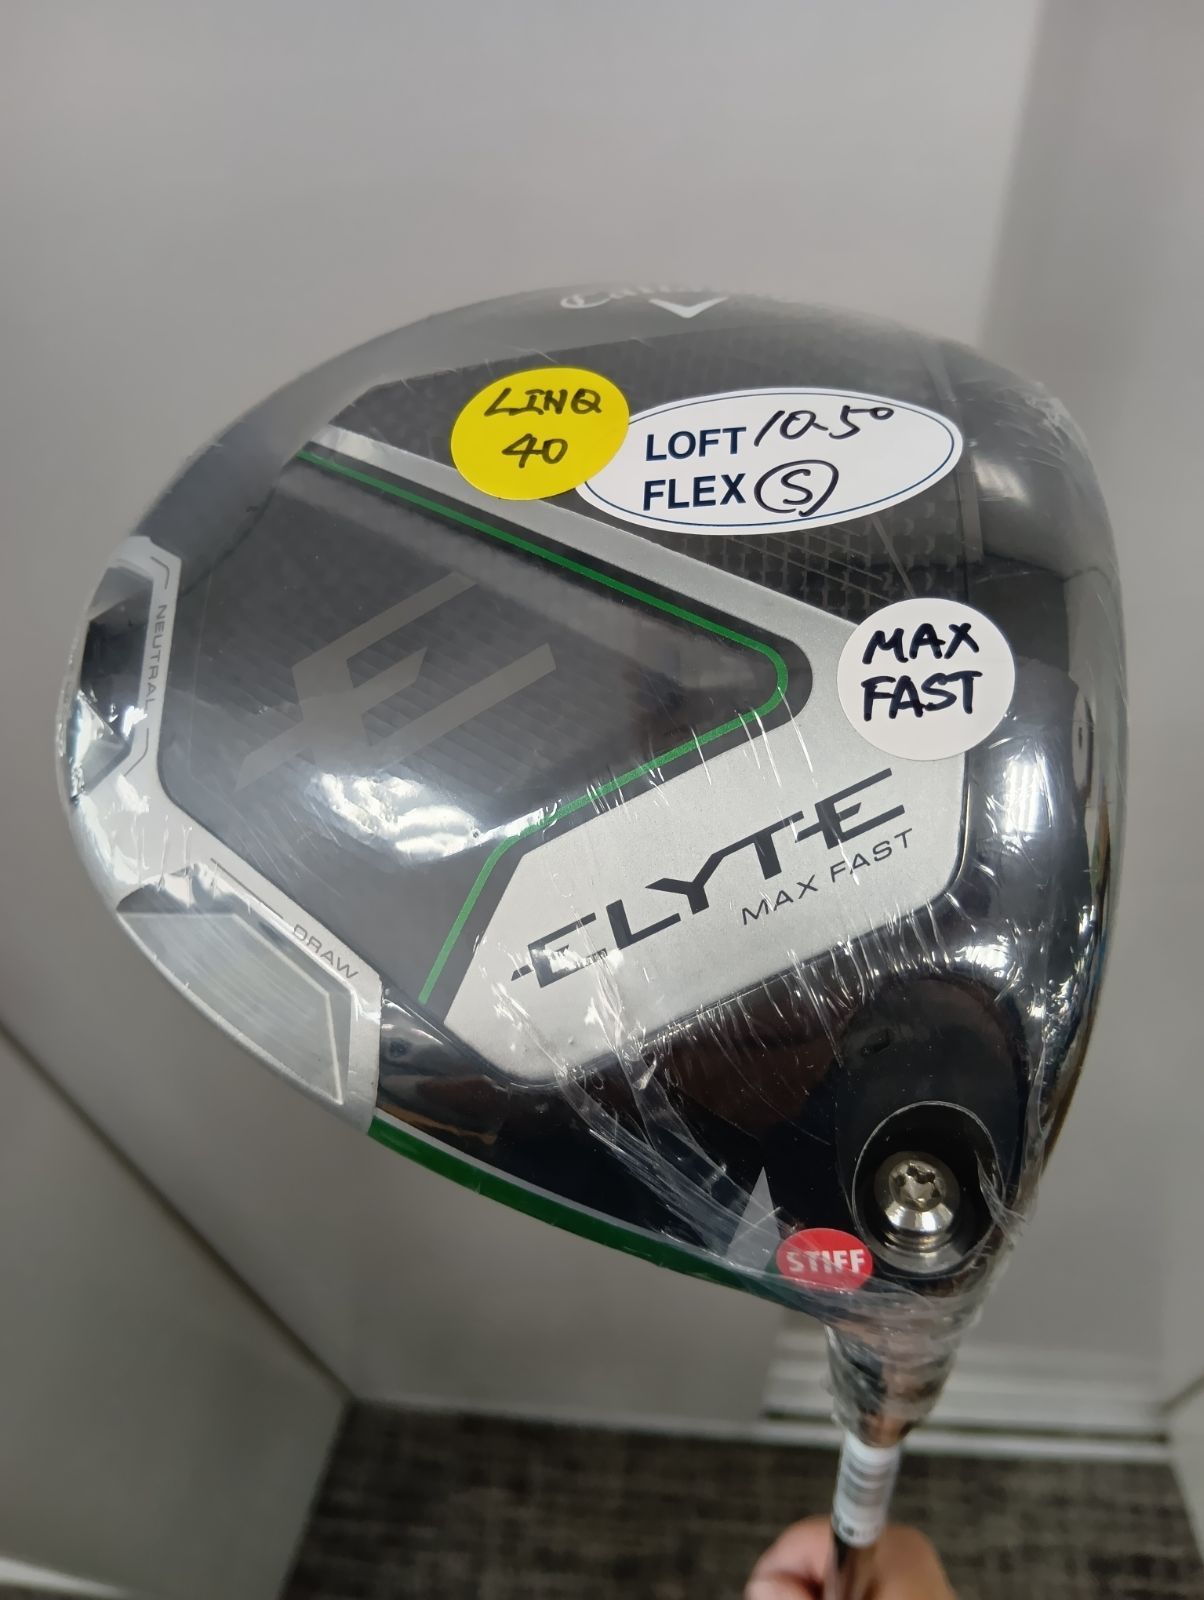 LINQ
40
LOFT 10.5°
FLEX S
MAX
FAST
NEUTRAL
ELYTE
MAX FAST
DRAW
STIFF